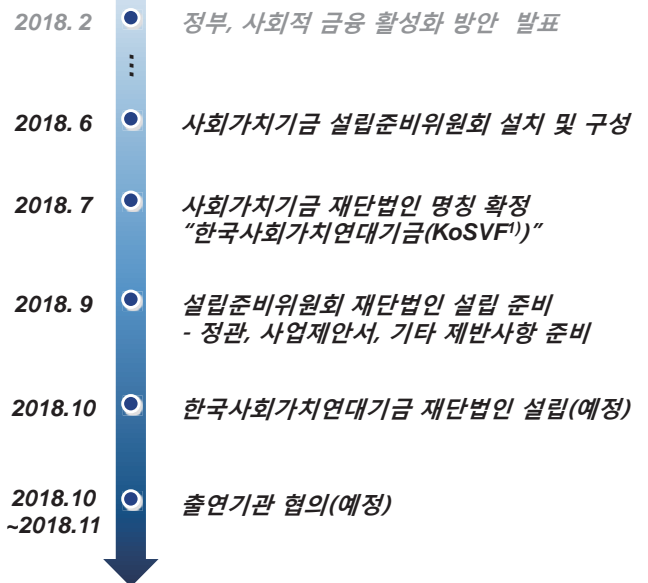 2018. 2 정부, 사회적 금융 활성화 방안 발표
...
2018. 6 사회가치기금 설립준비위원회 설치 및 구성
2018. 7 사회가치기금 재단법인 명칭 확정
“한국사회가치연대기금(KoSVF1))”
2018. 9 설립준비위원회 재단법인 설립 준비
- 정관, 사업제안서, 기타 제반사항 준비
2018.10 한국사회가치연대기금 재단법인 설립(예정)
2018.10
~2018.11 출연기관 협의(예정)